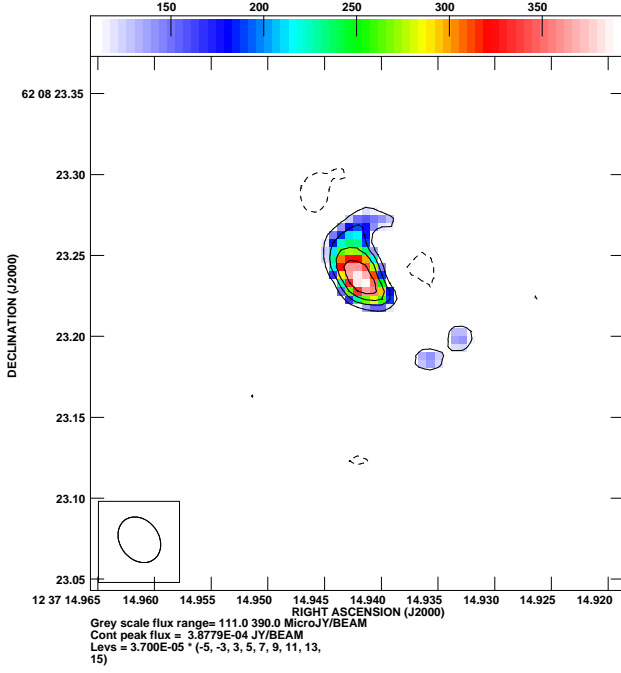 150 200 250 300 350
62 08 23.35
23.30
23.25
23.20
23.15
23.10
23.05
DECLINATION (J2000)
12 37 14.965 14.960 14.955 14.950 14.945 14.940 14.935 14.930 14.925 14.920
RIGHT ASCENSION (J2000)
Grey scale flux range= 111.0 390.0 MicroJY/BEAM
Cont peak flux = 3.8779E-04 JY/BEAM
Levs = 3.700E-05 * (-5, -3, 3, 5, 7, 9, 11, 13,
15)